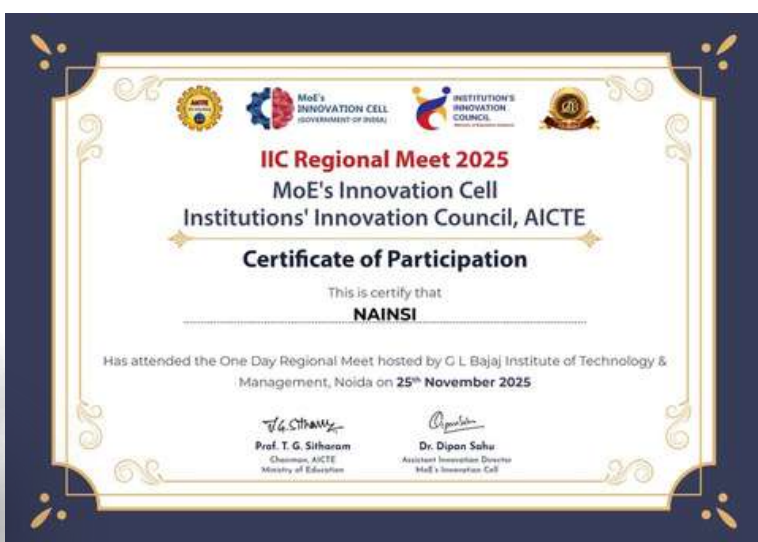 AICTE
MoE's
INNOVATION CELL
(GOVERNMENT OF INDIA)
INSTITUTION'S
INNOVATION
COUNCIL
IIC Regional Meet 2025
MoE's Innovation Cell
Institutions' Innovation Council, AICTE
Certificate of Participation
This is certify that
NAINSI
Has attended the One Day Regional Meet hosted by G L Bajaj Institute of Technology &
Management, Noida on 25th November 2025
Prof. T. G. Sitharam
Chairman, AICTE
Ministry of Education
Dr. Dipan Sahu
Assistant Innovation Director
MoE's Innovation Cell